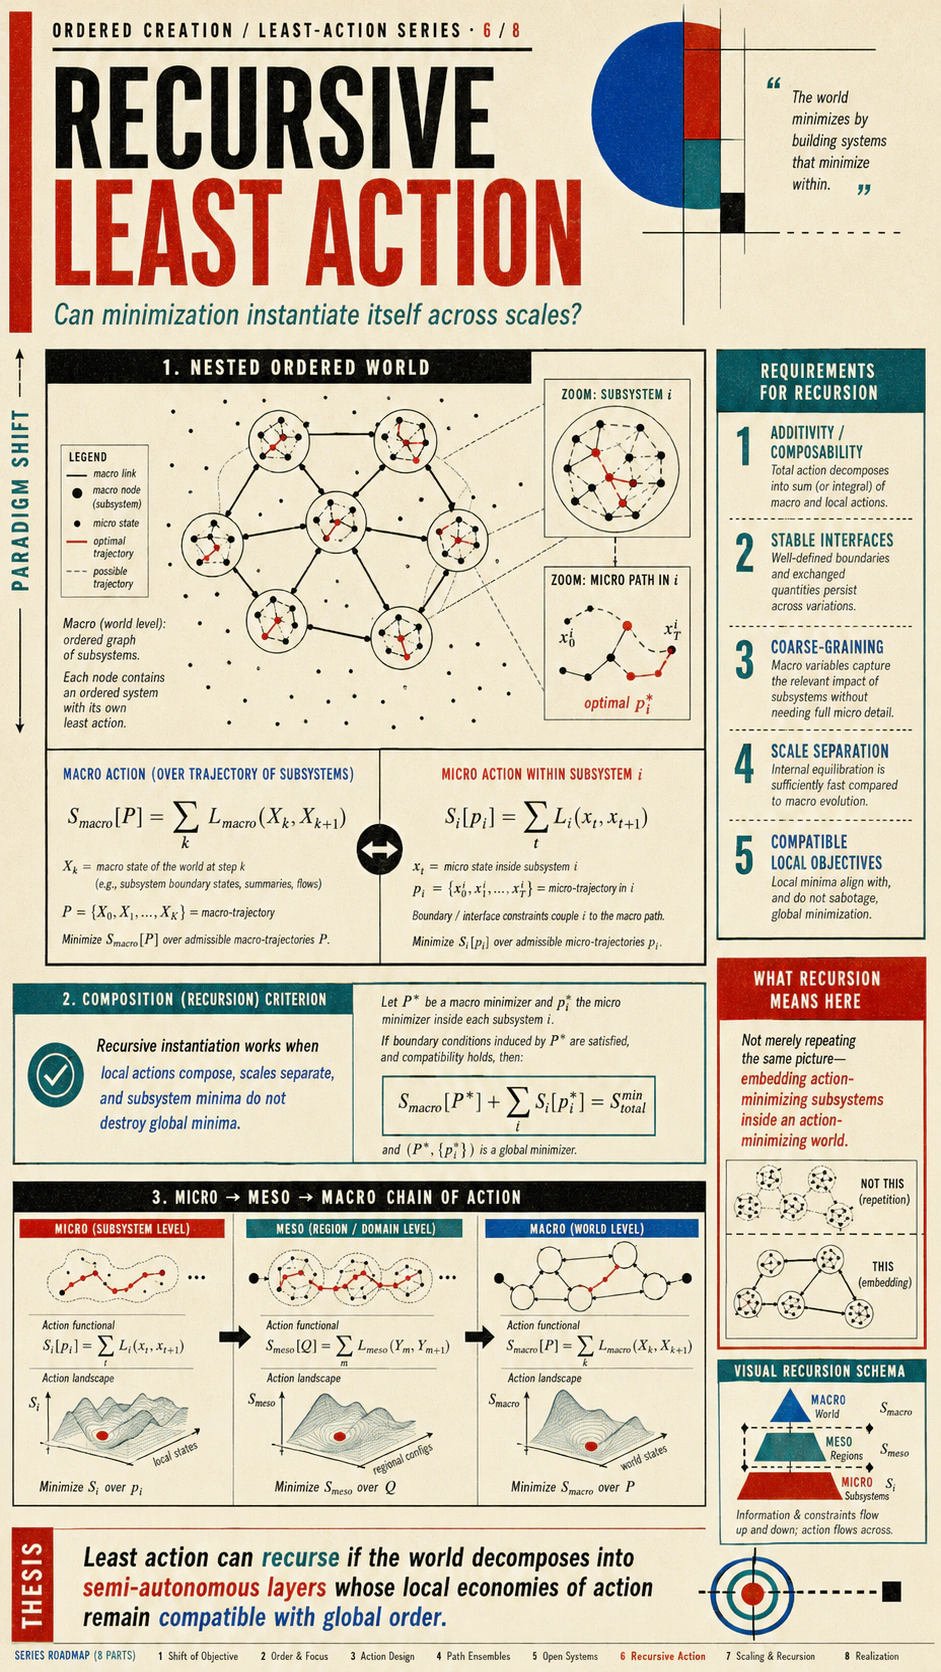 ORDERED CREATION / LEAST-ACTION SERIES · 6 / 8
RECURSIVE
LEAST ACTION
Can minimization instantiate itself across scales?
“ The world
minimizes by
building systems
that minimize
within. ”
PARADIGM SHIFT
1. NESTED ORDERED WORLD
LEGEND
macro link
macro node
(subsystem)
micro state
optimal
trajectory
possible
trajectory
Macro (world level):
ordered graph
of subsystems.
Each node contains
an ordered system
with its own
least action.
ZOOM: SUBSYSTEM i
ZOOM: MICRO PATH IN i
x_0^i
x_T^i
optimal p_i^*
MACRO ACTION (OVER TRAJECTORY OF SUBSYSTEMS)
S_macro[P] = ∑_k L_macro(X_k, X_{k+1})
X_k = macro state of the world at step k
(e.g., subsystem boundary states, summaries, flows)
P = {X_0, X_1, ..., X_K} = macro-trajectory
Minimize S_macro[P] over admissible macro-trajectories P.
MICRO ACTION WITHIN SUBSYSTEM i
S_i[p_i] = ∑_t L_i(x_t, x_{t+1})
x_t = micro state inside subsystem i
p_i = {x_0^i, x_1^i, ..., x_T^i} = micro-trajectory in i
Boundary / interface constraints couple i to the macro path.
Minimize S_i[p_i] over admissible micro-trajectories p_i.
REQUIREMENTS
FOR RECURSION
1 ADDITIVITY /
COMPOSABILITY
Total action decomposes
into sum (or integral) of
macro and local actions.
2 STABLE INTERFACES
Well-defined boundaries
and exchanged
quantities persist
across variations.
3 COARSE-GRAINING
Macro variables capture
the relevant impact of
subsystems without
needing full micro detail.
4 SCALE SEPARATION
Internal equilibration is
sufficiently fast compared
to macro evolution.
5 COMPATIBLE
LOCAL OBJECTIVES
Local minima align with,
and do not sabotage,
global minimization.
2. COMPOSITION (RECURSION) CRITERION
Recursive instantiation works when
local actions compose, scales separate,
and subsystem minima do not
destroy global minima.
Let P* be a macro minimizer and p_i^* the micro
minimizer inside each subsystem i.
If boundary conditions induced by P* are satisfied,
and compatibility holds, then:
S_macro[P*] + ∑_i S_i[p_i^*] = S_total^min
and (P*, {p_i^*}) is a global minimizer.
WHAT RECURSION
MEANS HERE
Not merely repeating
the same picture—
embedding action-
minimizing subsystems
inside an action-
minimizing world.
NOT THIS
(repetition)
THIS
(embedding)
3. MICRO → MESO → MACRO CHAIN OF ACTION
MICRO (SUBSYSTEM LEVEL)
Action functional
S_i[p_i] = ∑_t L_i(x_t, x_{t+1})
Action landscape
S_i
local states
Minimize S_i over p_i
MESO (REGION / DOMAIN LEVEL)
Action functional
S_meso[Q] = ∑_m L_meso(Y_m, Y_{m+1})
Action landscape
S_meso
regional configs
Minimize S_meso over Q
MACRO (WORLD LEVEL)
Action functional
S_macro[P] = ∑_k L_macro(X_k, X_{k+1})
Action landscape
S_macro
world states
Minimize S_macro over P
VISUAL RECURSION SCHEMA
MACRO
World
S_macro
MESO
Regions
S_meso
MICRO
Subsystems
S_i
Information & constraints flow
up and down; action flows across.
THESIS
Least action can recurse if the world decomposes into
semi-autonomous layers whose local economies of action
remain compatible with global order.
SERIES ROADMAP (8 PARTS) 1 Shift of Objective 2 Order & Focus 3 Action Design 4 Path Ensembles 5 Open Systems 6 Recursive Action 7 Scaling & Recursion 8 Realization